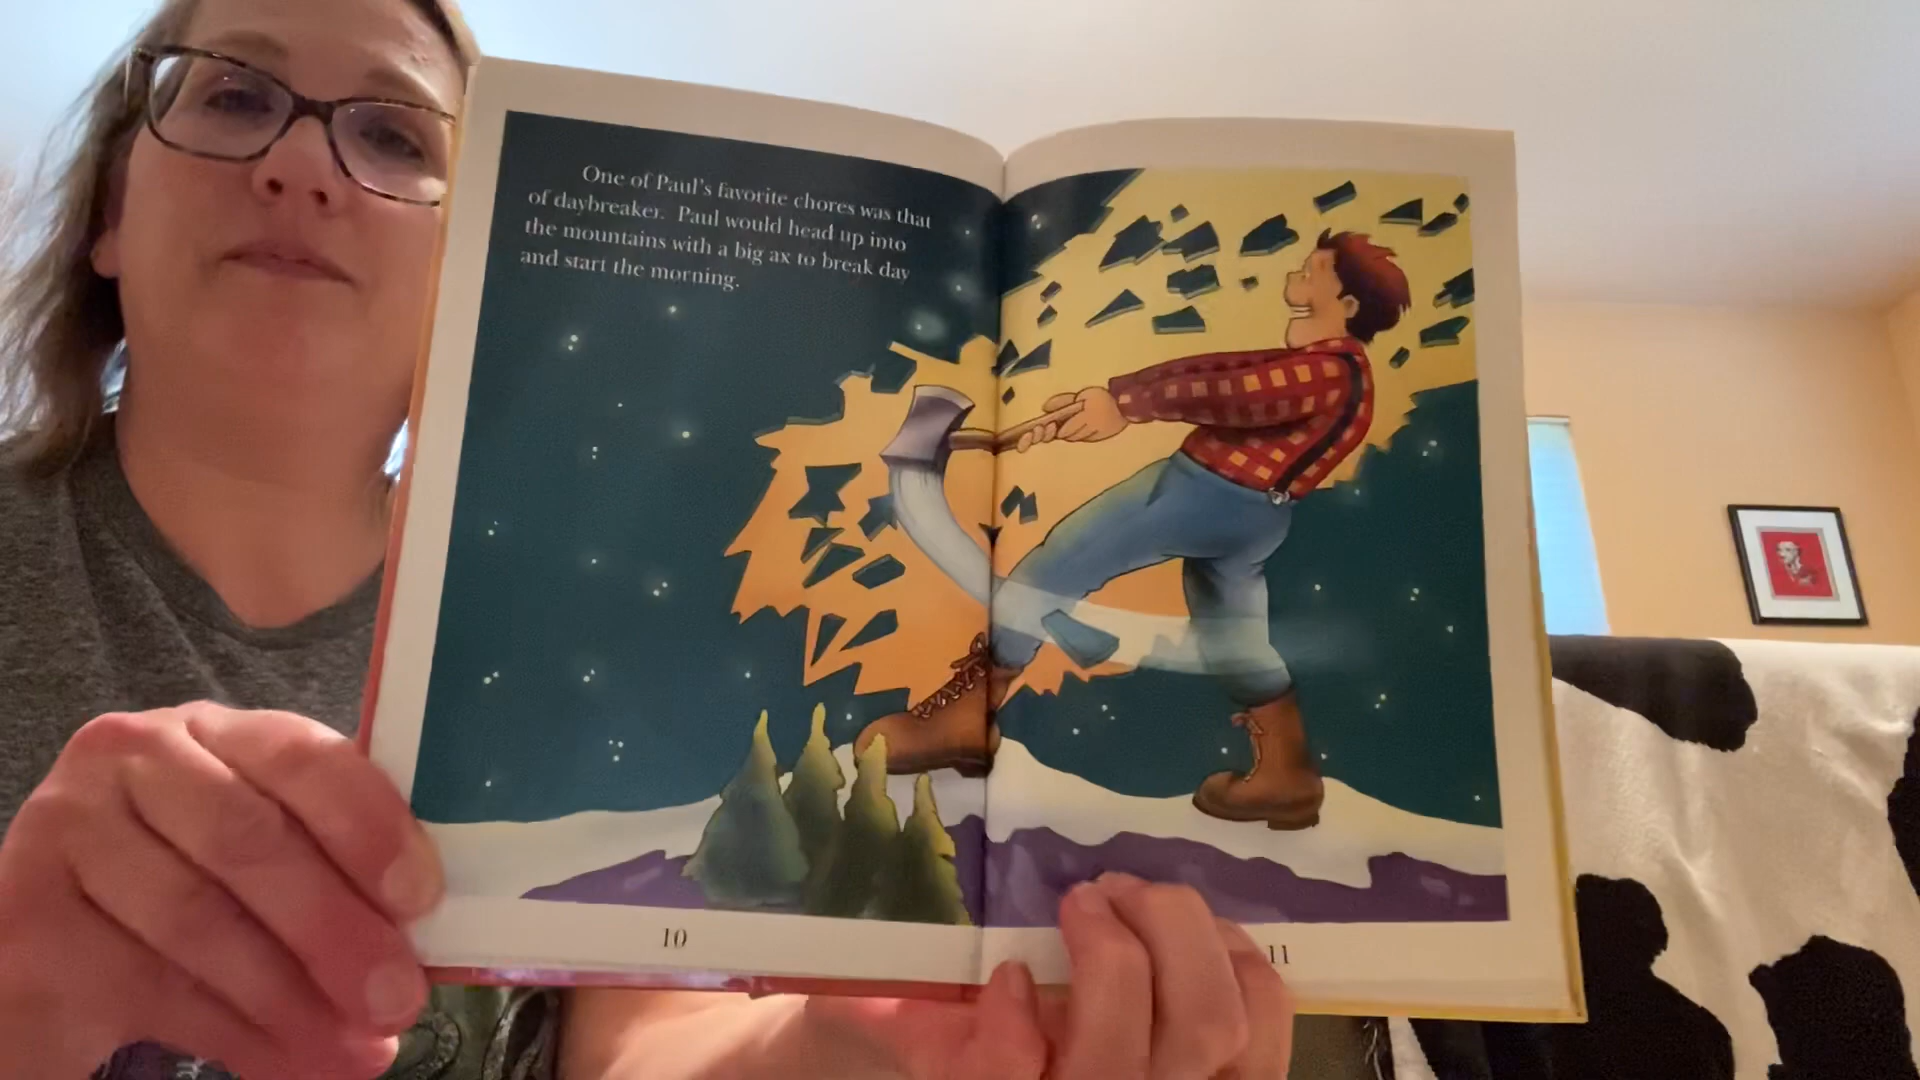 One of Paul's favorite chores was that
of daybreaker. Paul would head up into
the mountains with a big ax to break day
and start the morning.
10
11